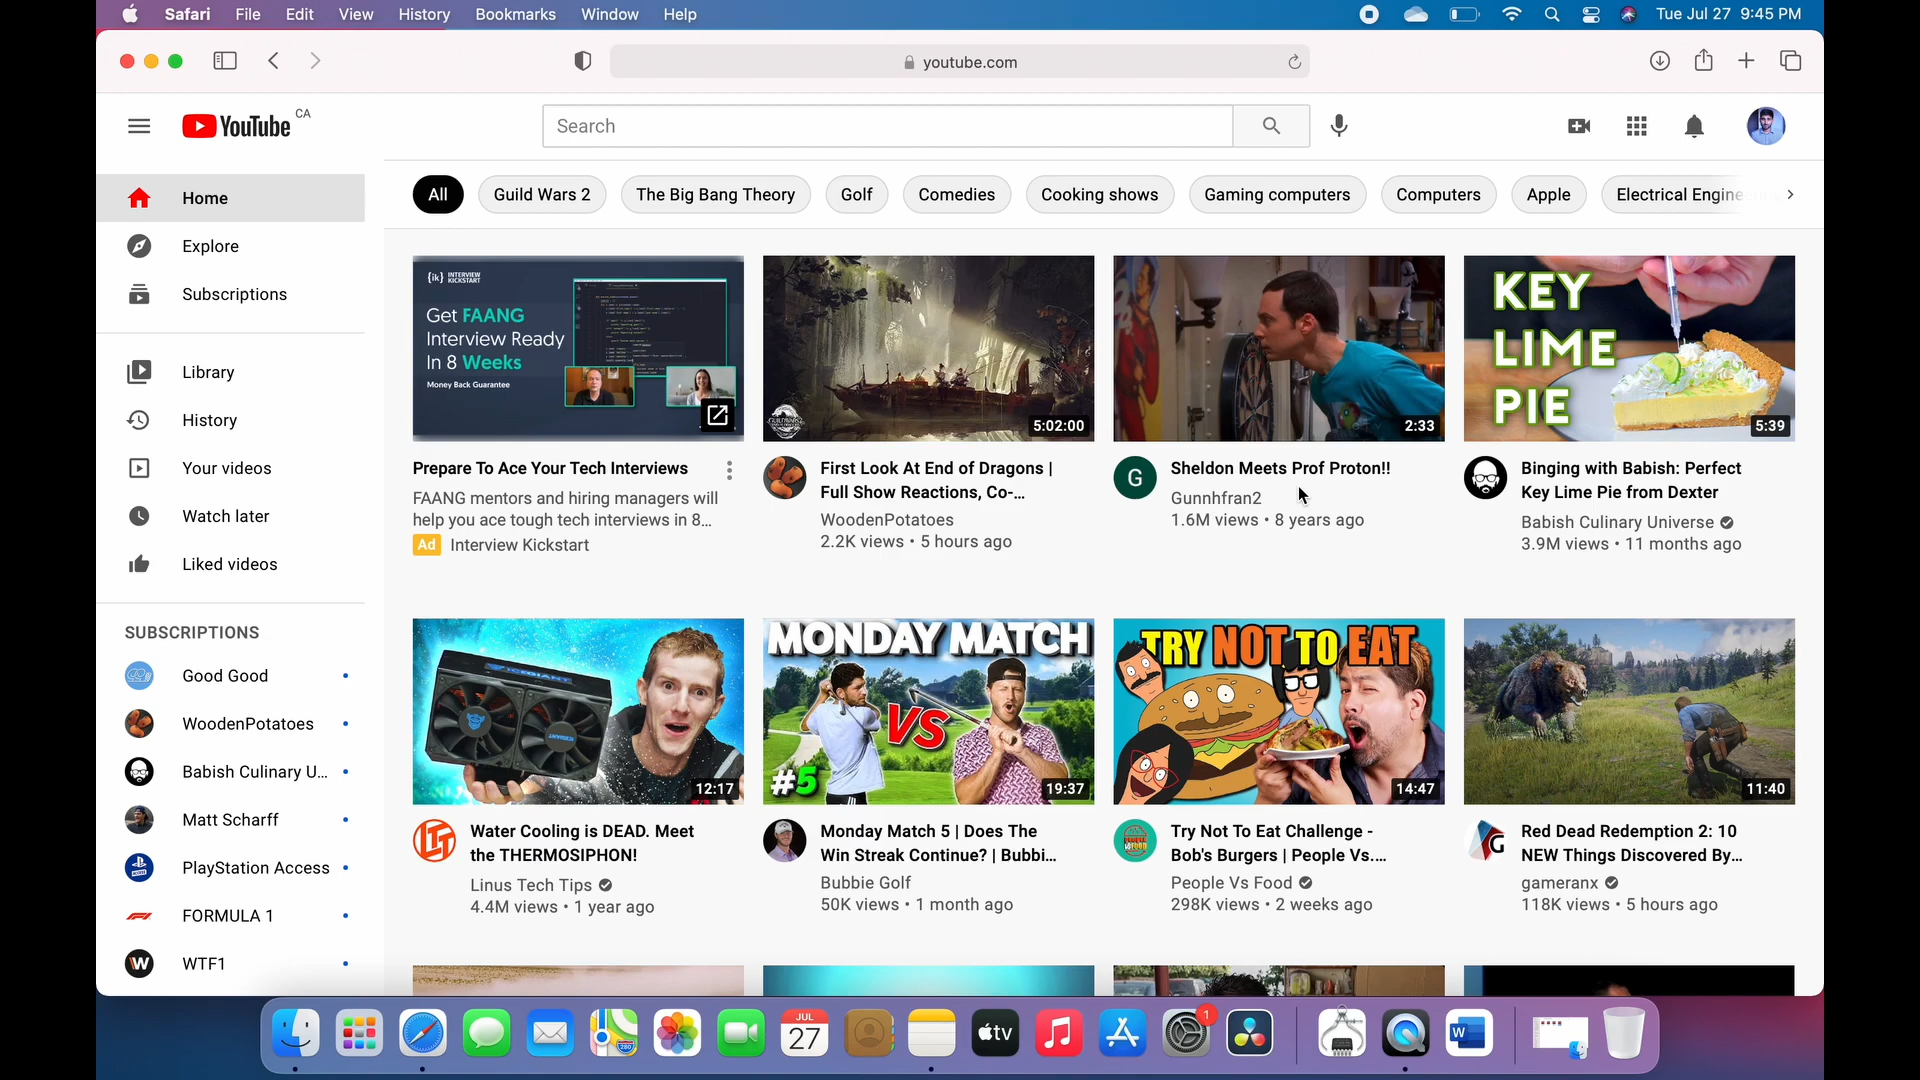 Safari File Edit View History Bookmarks Window Help Tue Jul 27 9:45 PM
youtube.com
YouTube CA
Search
Home
Explore
Subscriptions
Library
History
Your videos
Watch later
Liked videos
SUBSCRIPTIONS
Good Good
WoodenPotatoes
Babish Culinary U...
Matt Scharff
PlayStation Access
FORMULA 1
WTF1
All Guild Wars 2 The Big Bang Theory Golf Comedies Cooking shows Gaming computers Computers Apple Electrical Engine
{ik} INTERVIEW KICKSTART
Get FAANG
Interview Ready
In 8 Weeks
Money Back Guarantee
Prepare To Ace Your Tech Interviews
FAANG mentors and hiring managers will
help you ace tough tech interviews in 8...
Ad Interview Kickstart
5:02:00
First Look At End of Dragons |
Full Show Reactions, Co-...
WoodenPotatoes
2.2K views • 5 hours ago
2:33
G
Sheldon Meets Prof Proton!!
Gunnhfran2
1.6M views • 8 years ago
KEY
LIME
PIE
5:39
Binging with Babish: Perfect
Key Lime Pie from Dexter
Babish Culinary Universe
3.9M views • 11 months ago
ICEGIANT
12:17
Water Cooling is DEAD. Meet
the THERMOSIPHON!
Linus Tech Tips
4.4M views • 1 year ago
MONDAY MATCH
VS
#5
19:37
Monday Match 5 | Does The
Win Streak Continue? | Bubbi...
Bubbie Golf
50K views • 1 month ago
TRY NOT TO EAT
14:47
Try Not To Eat Challenge -
Bob's Burgers | People Vs....
People Vs Food
298K views • 2 weeks ago
11:40
G
Red Dead Redemption 2: 10
NEW Things Discovered By...
gameranx
118K views • 5 hours ago
JUL
27
tv
1
W